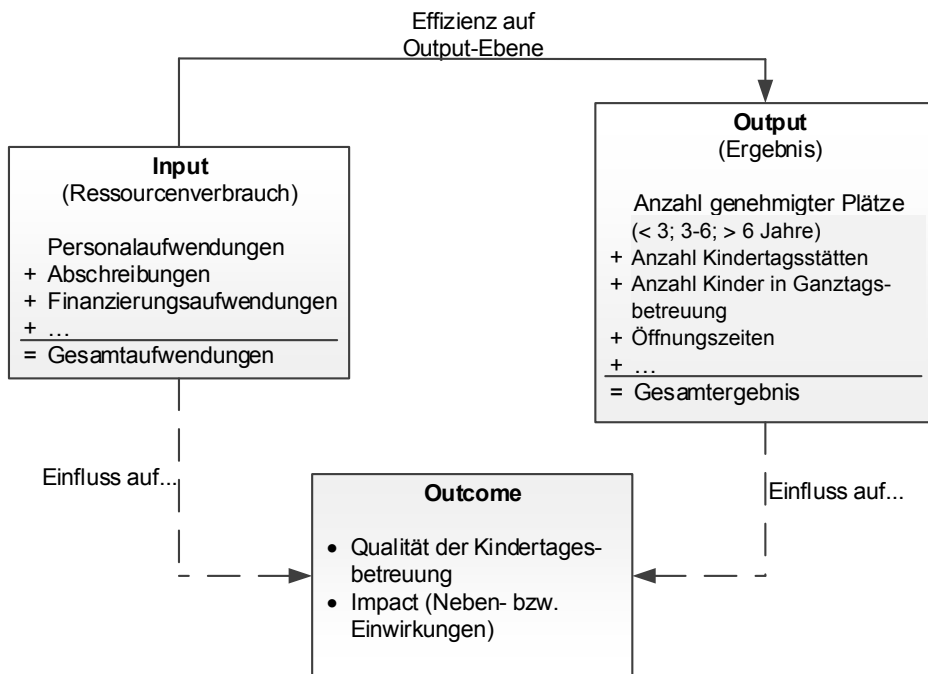 Effizienz auf
Output-Ebene
Input
(Ressourcenverbrauch)
Personalaufwendungen
+ Abschreibungen
+ Finanzierungsaufwendungen
+ ...
= Gesamtaufwendungen
Output
(Ergebnis)
Anzahl genehmigter Plätze
(< 3; 3-6; > 6 Jahre)
+ Anzahl Kindertagsstätten
+ Anzahl Kinder in Ganztags-
betreuung
+ Öffnungszeiten
+ ...
= Gesamtergebnis
Einfluss auf...
Einfluss auf...
Outcome
• Qualität der Kindertages-
betreuung
• Impact (Neben- bzw.
Einwirkungen)